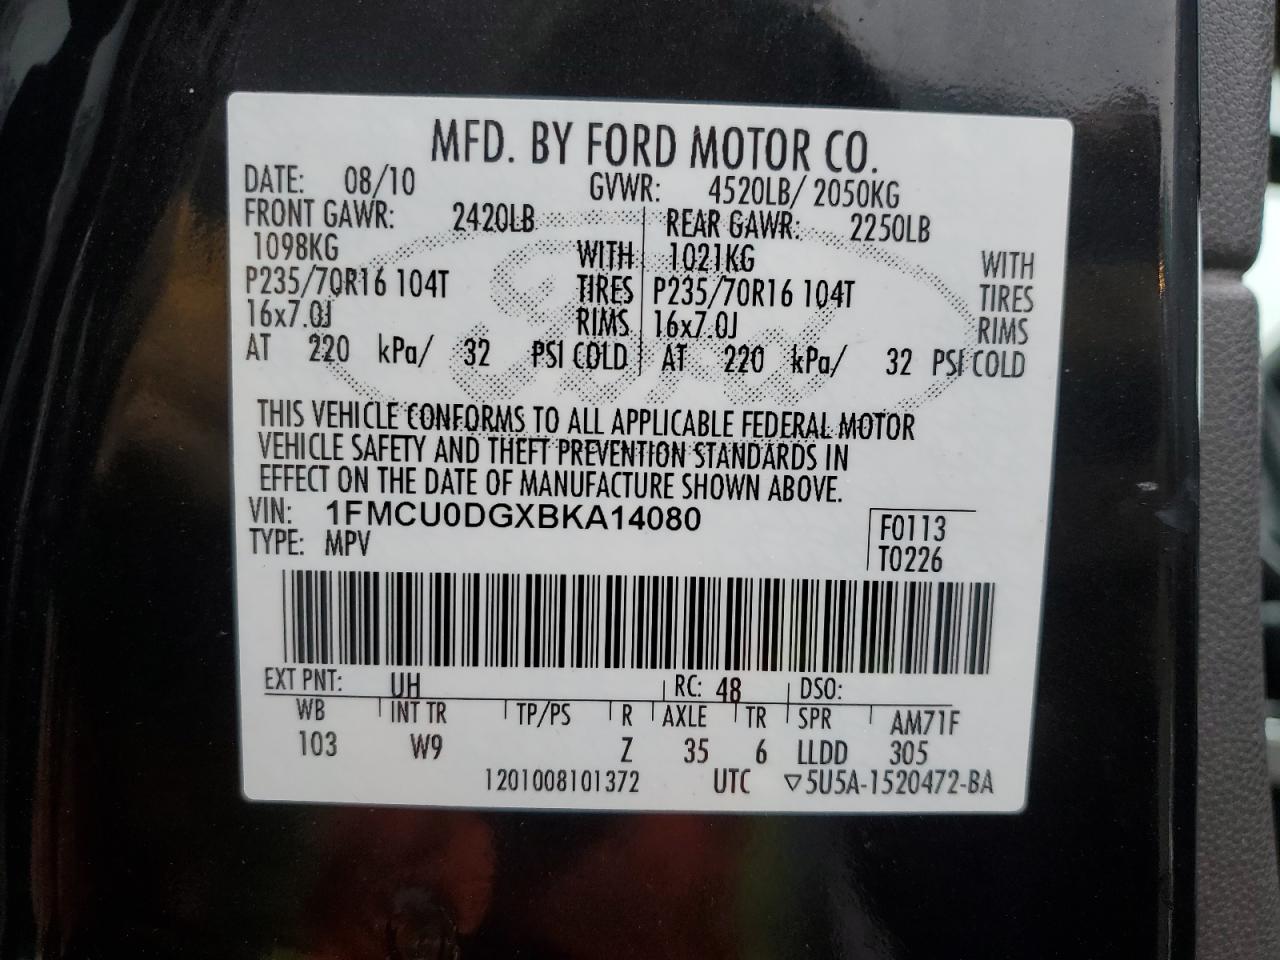 MFD. BY FORD MOTOR CO.
DATE: 08/10 GVWR: 4520LB/ 2050KG
FRONT GAWR: 2420LB REAR GAWR: 2250LB
1098KG WITH 1021KG WITH
P235/70R16 104T TIRES P235/70R16 104T TIRES
16x7.0J RIMS 16x7.0J RIMS
AT 220 kPa/ 32 PSI COLD AT 220 kPa/ 32 PSI COLD
THIS VEHICLE CONFORMS TO ALL APPLICABLE FEDERAL MOTOR
VEHICLE SAFETY AND THEFT PREVENTION STANDARDS IN
EFFECT ON THE DATE OF MANUFACTURE SHOWN ABOVE.
VIN: 1FMCU0DGXBKA14080 F0113
TYPE: MPV T0226
EXT PNT: UH RC: 48 DSO:
WB INT TR TP/PS R AXLE TR SPR AM71F
103 W9 Z 35 6 LLDD 305
1201008101372 UTC ▽5U5A-1520472-BA